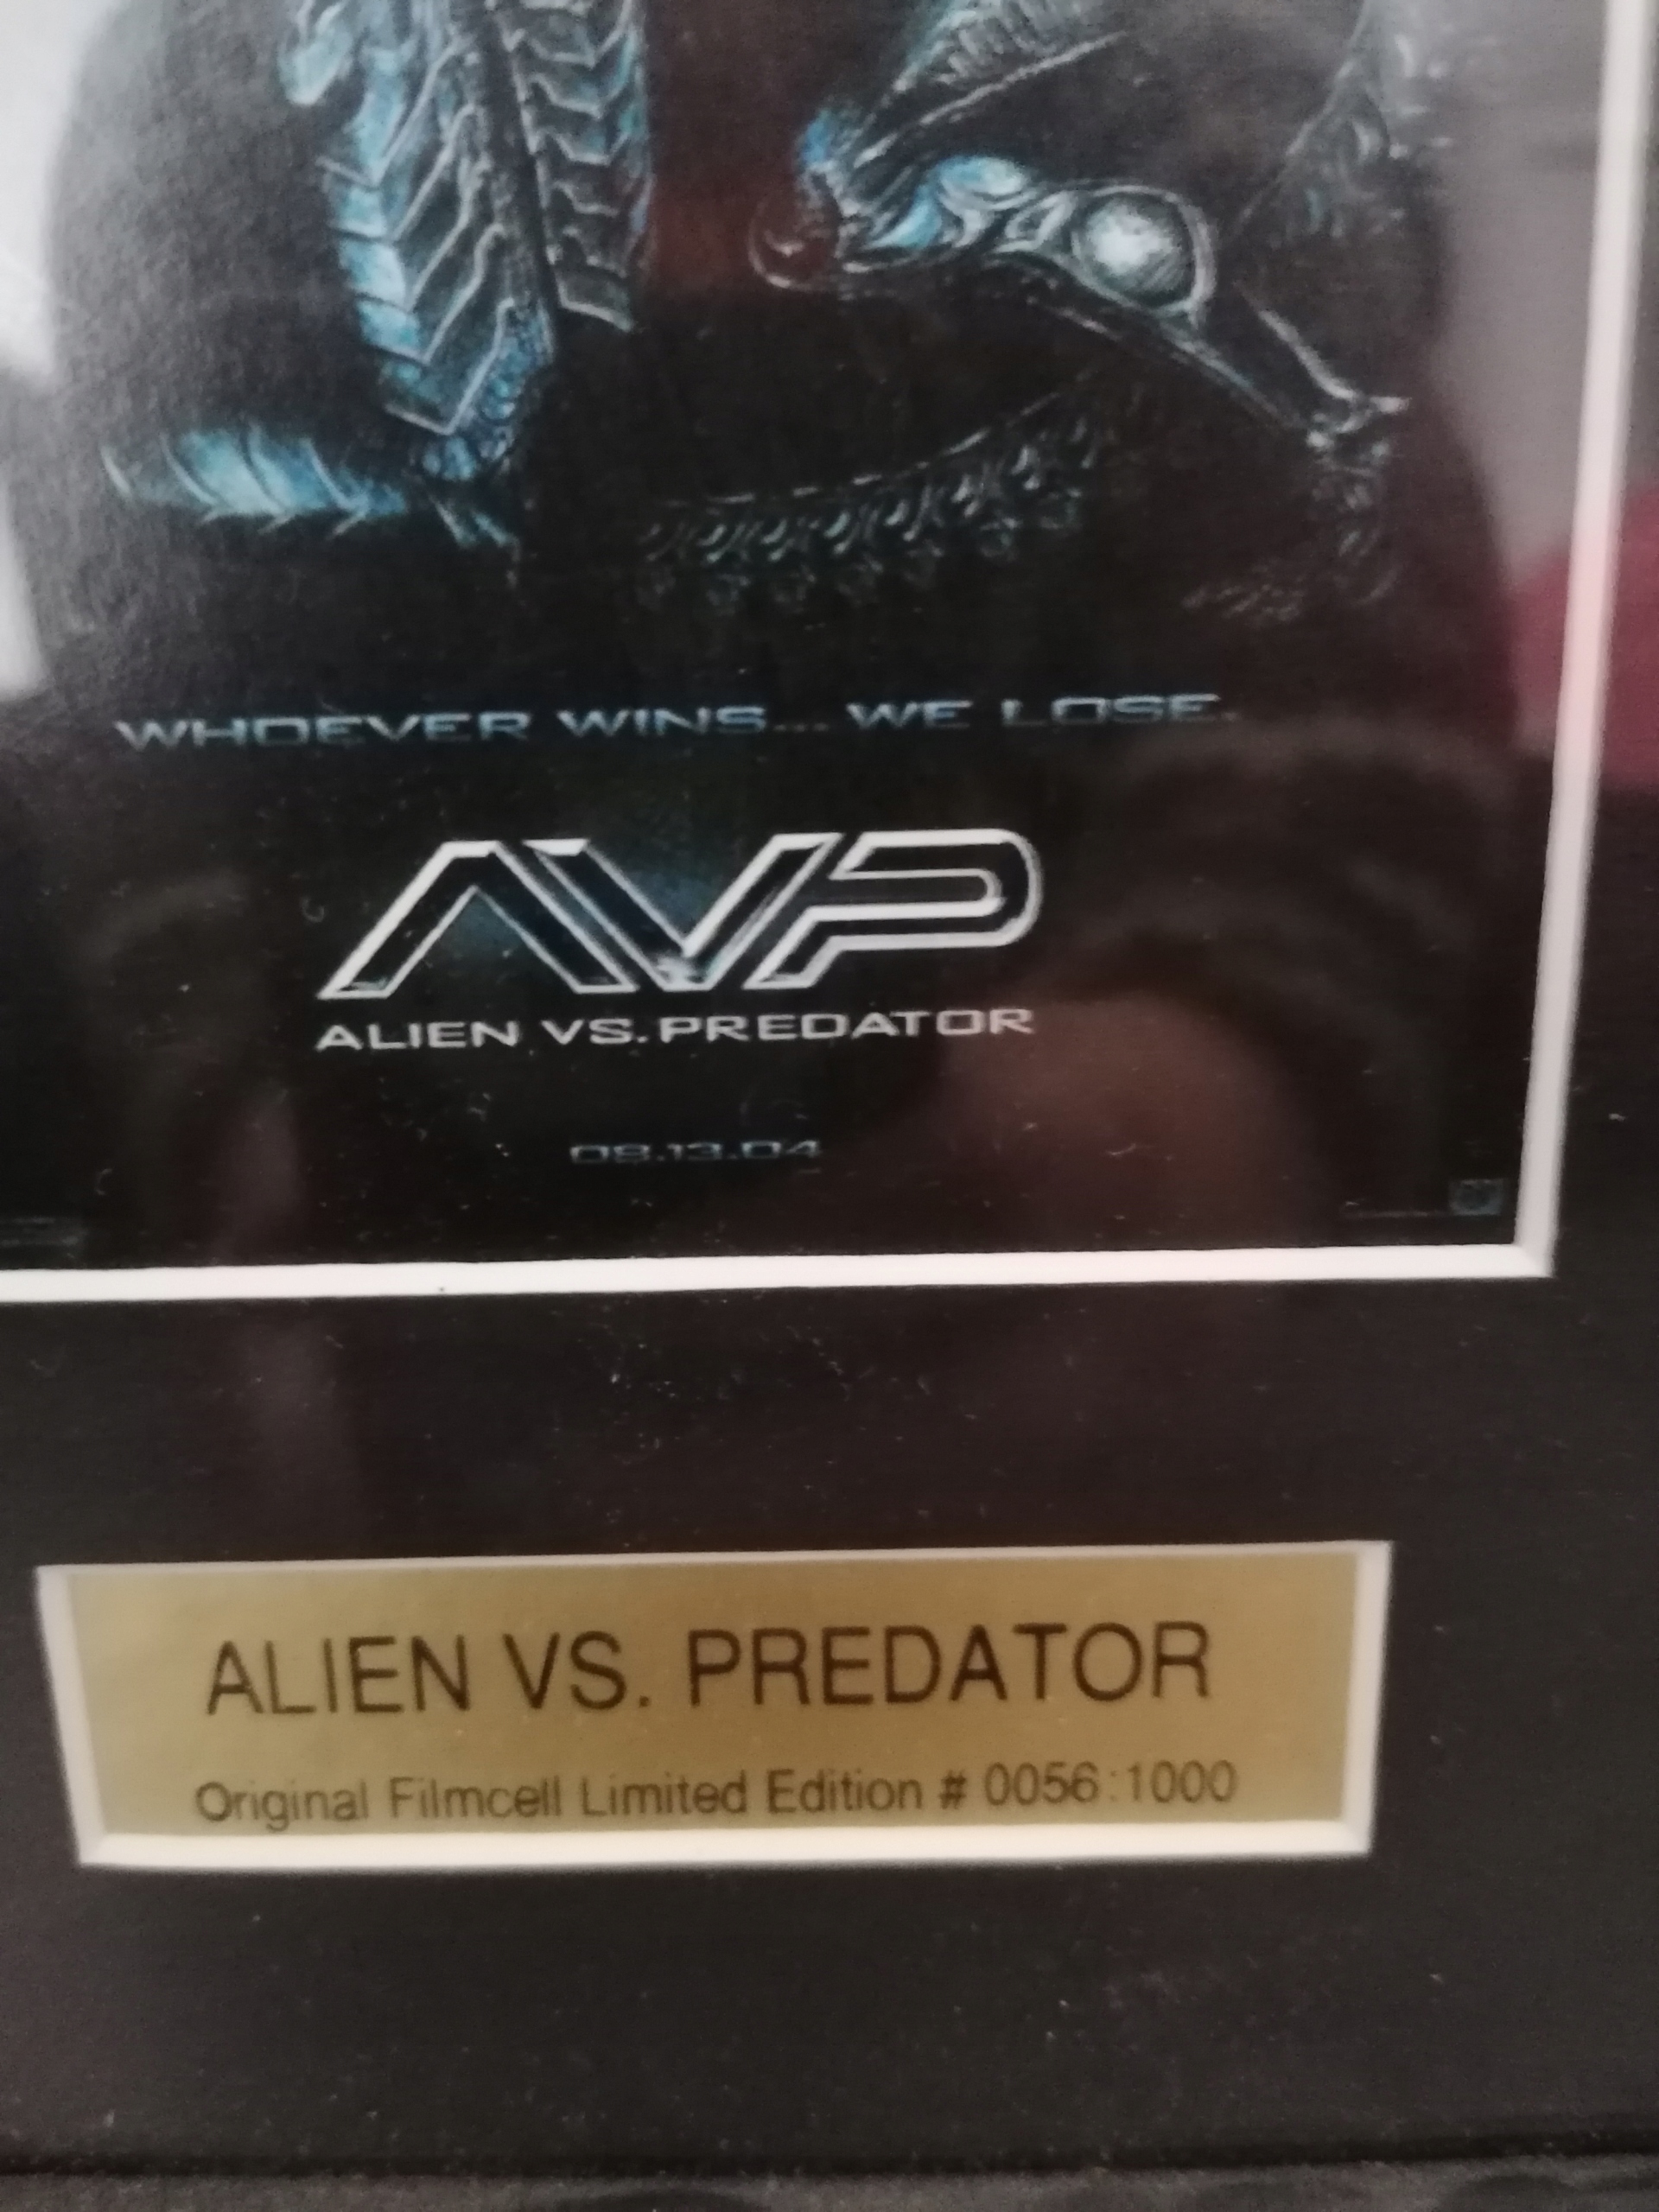 WHOEVER WINS... WE LOSE.
AVP
ALIEN VS. PREDATOR
08.13.04
ALIEN VS. PREDATOR
Original Filmcell Limited Edition # 0056:1000